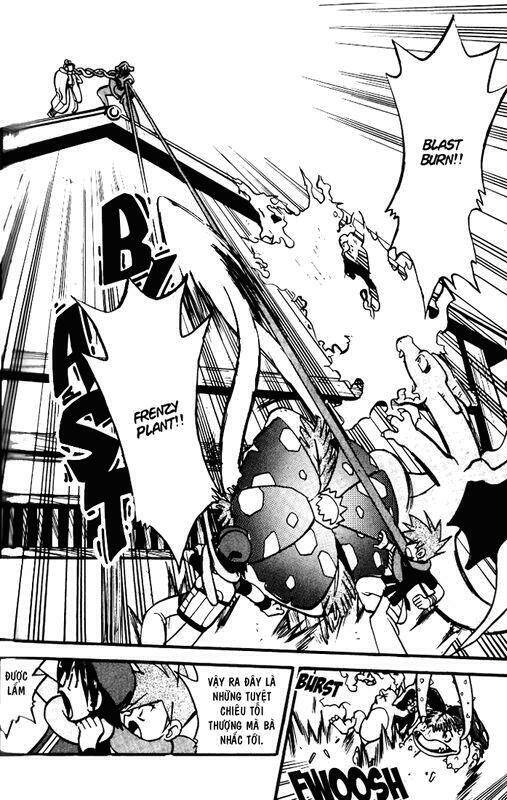 BLAST
BURN!!
BLAST
FRENZY
PLANT!!
ĐƯỢC
LẮM
VẬY RA ĐÂY LÀ
NHỮNG TUYỆT
CHIÊU TỐI
THƯỢNG MÀ BÀ
NHẮC TỚI.
BURST
FWOOSH